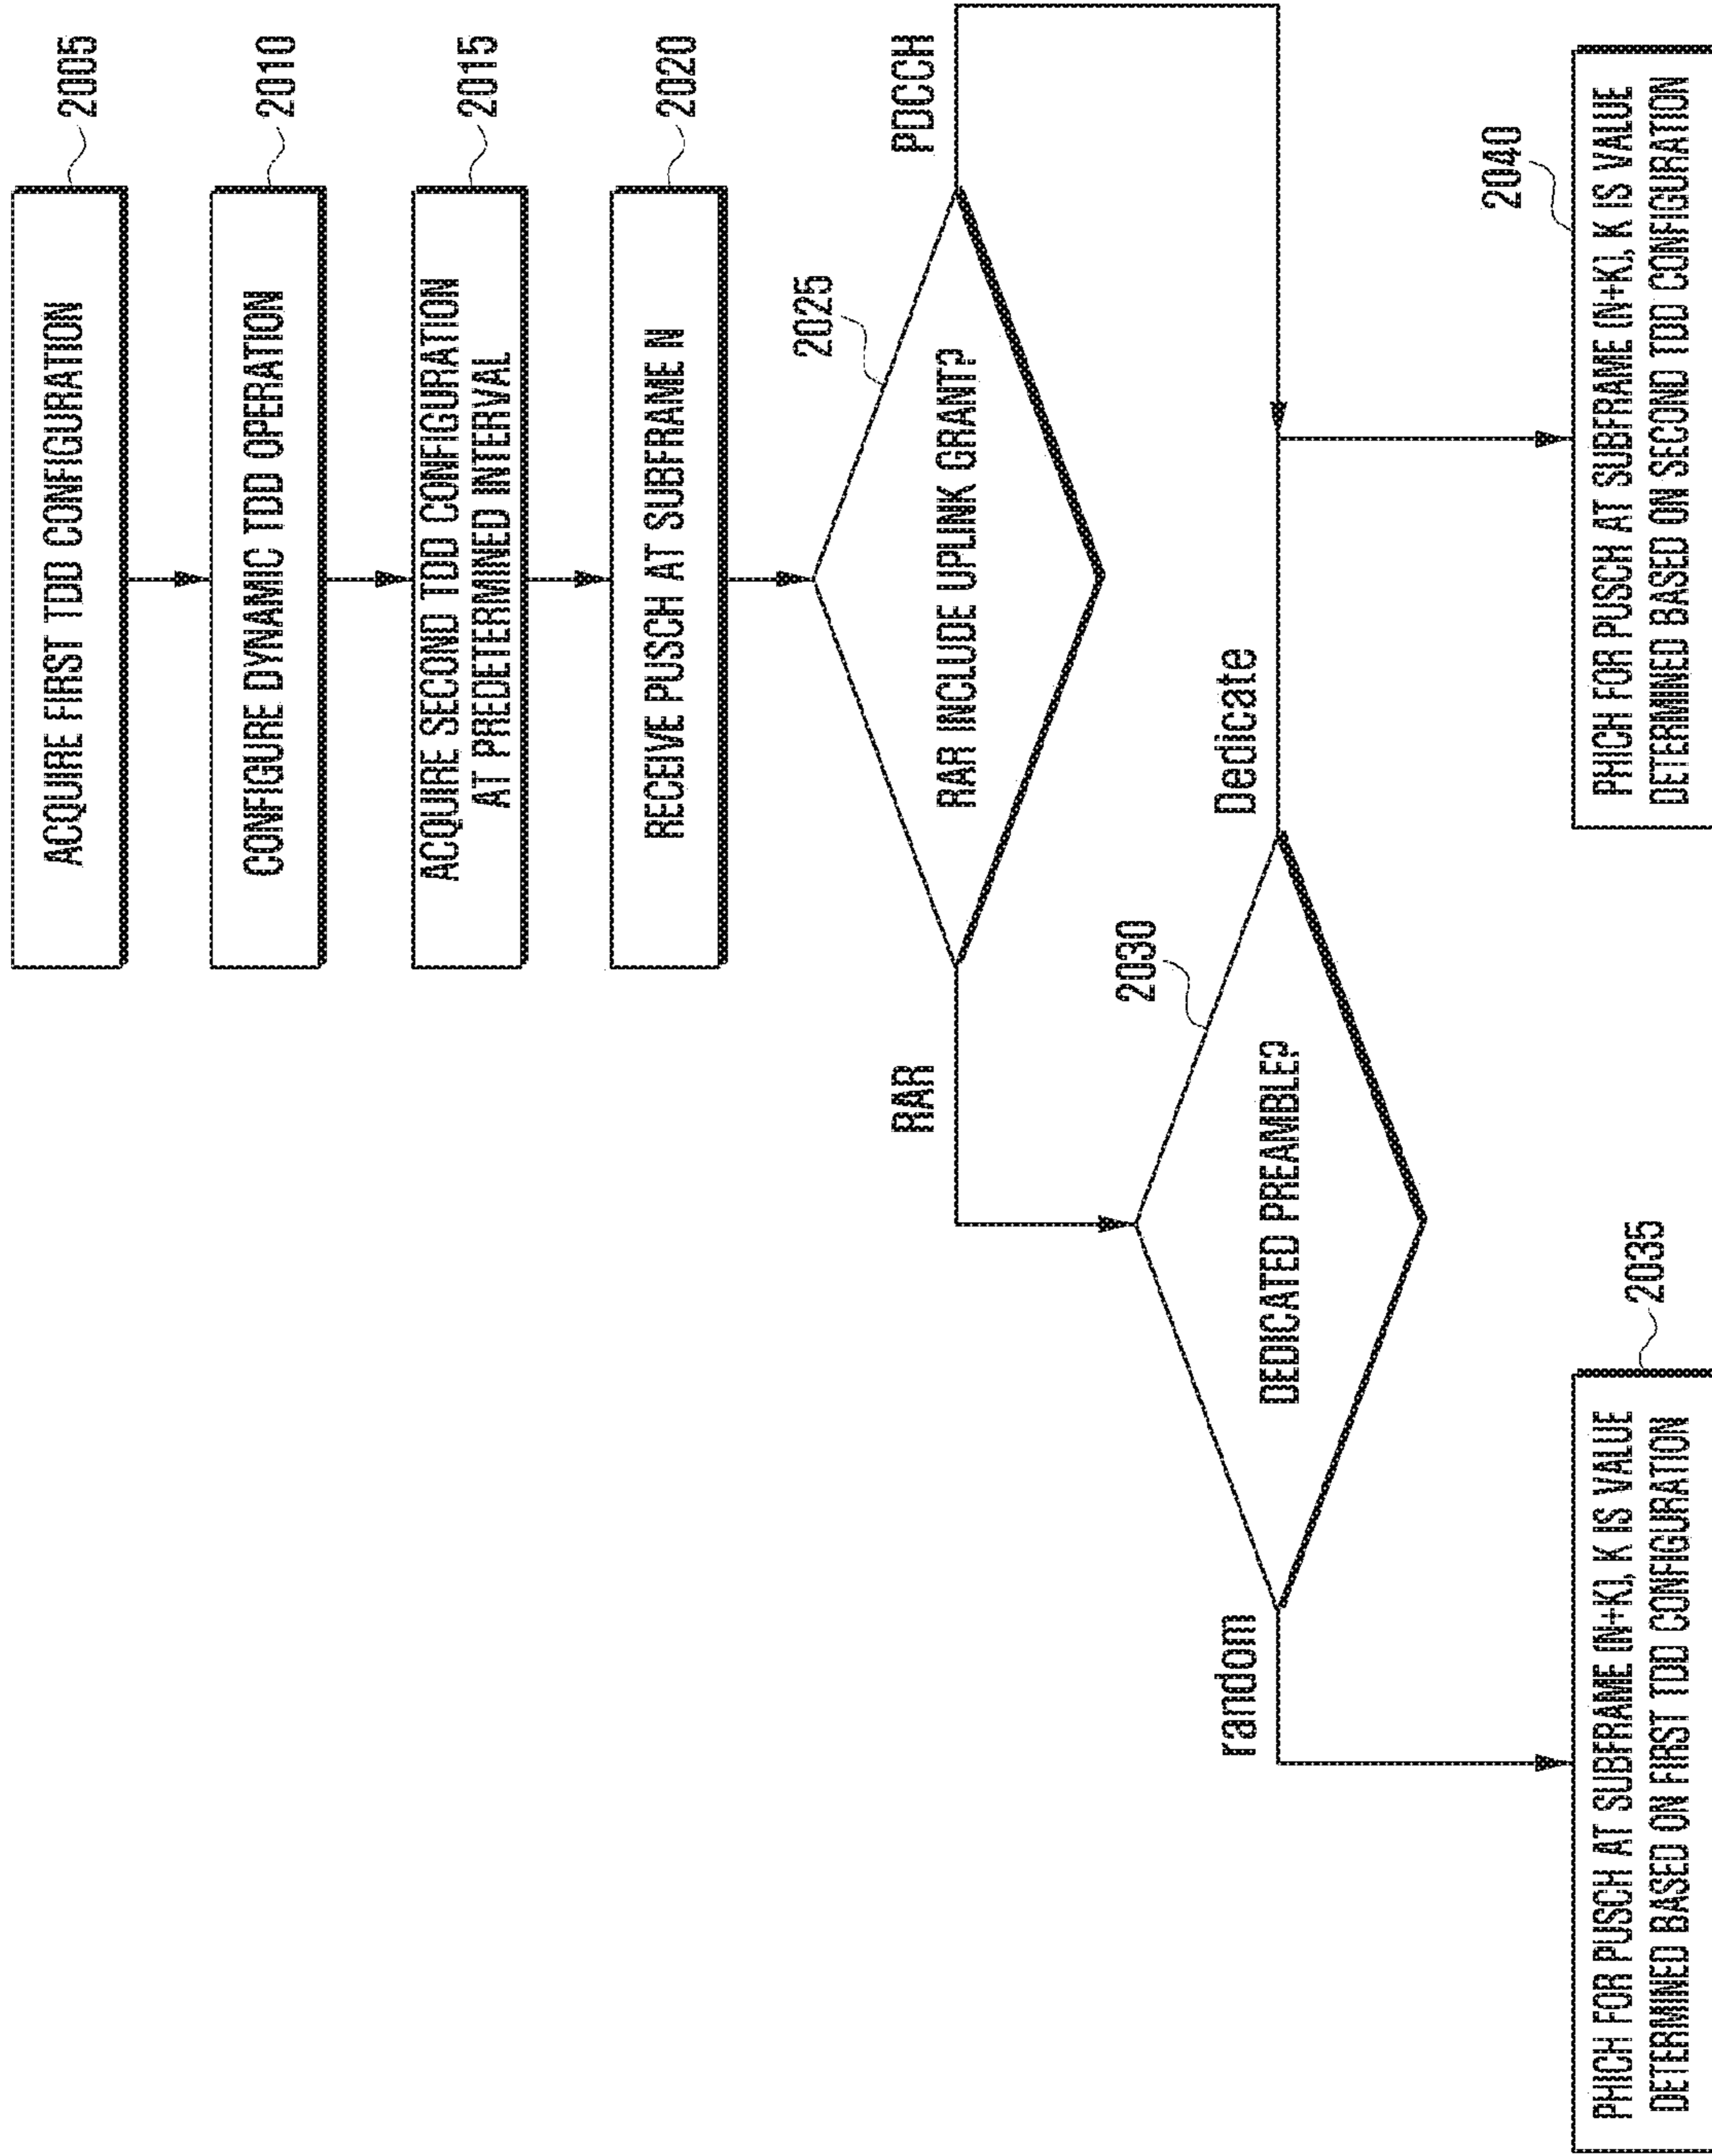 ACQUIRE FIRST TDD CONFIGURATION
2005
CONFIGURE DYNAMIC TDD OPERATION
2010
ACQUIRE SECOND TDD CONFIGURATION
AT PREDETERMINED INTERVAL
2015
RECEIVE PUSCH AT SUBFRAME N
2020
2025
RAR INCLUDE UPLINK GRANT?
RAR
PDCCH
2030
DEDICATED PREAMBLE?
random
Dedicate
2035
PHICH FOR PUSCH AT SUBFRAME (N+K), K IS VALUE
DETERMINED BASED ON FIRST TDD CONFIGURATION
2040
PHICH FOR PUSCH AT SUBFRAME (N+K), K IS VALUE
DETERMINED BASED ON SECOND TDD CONFIGURATION